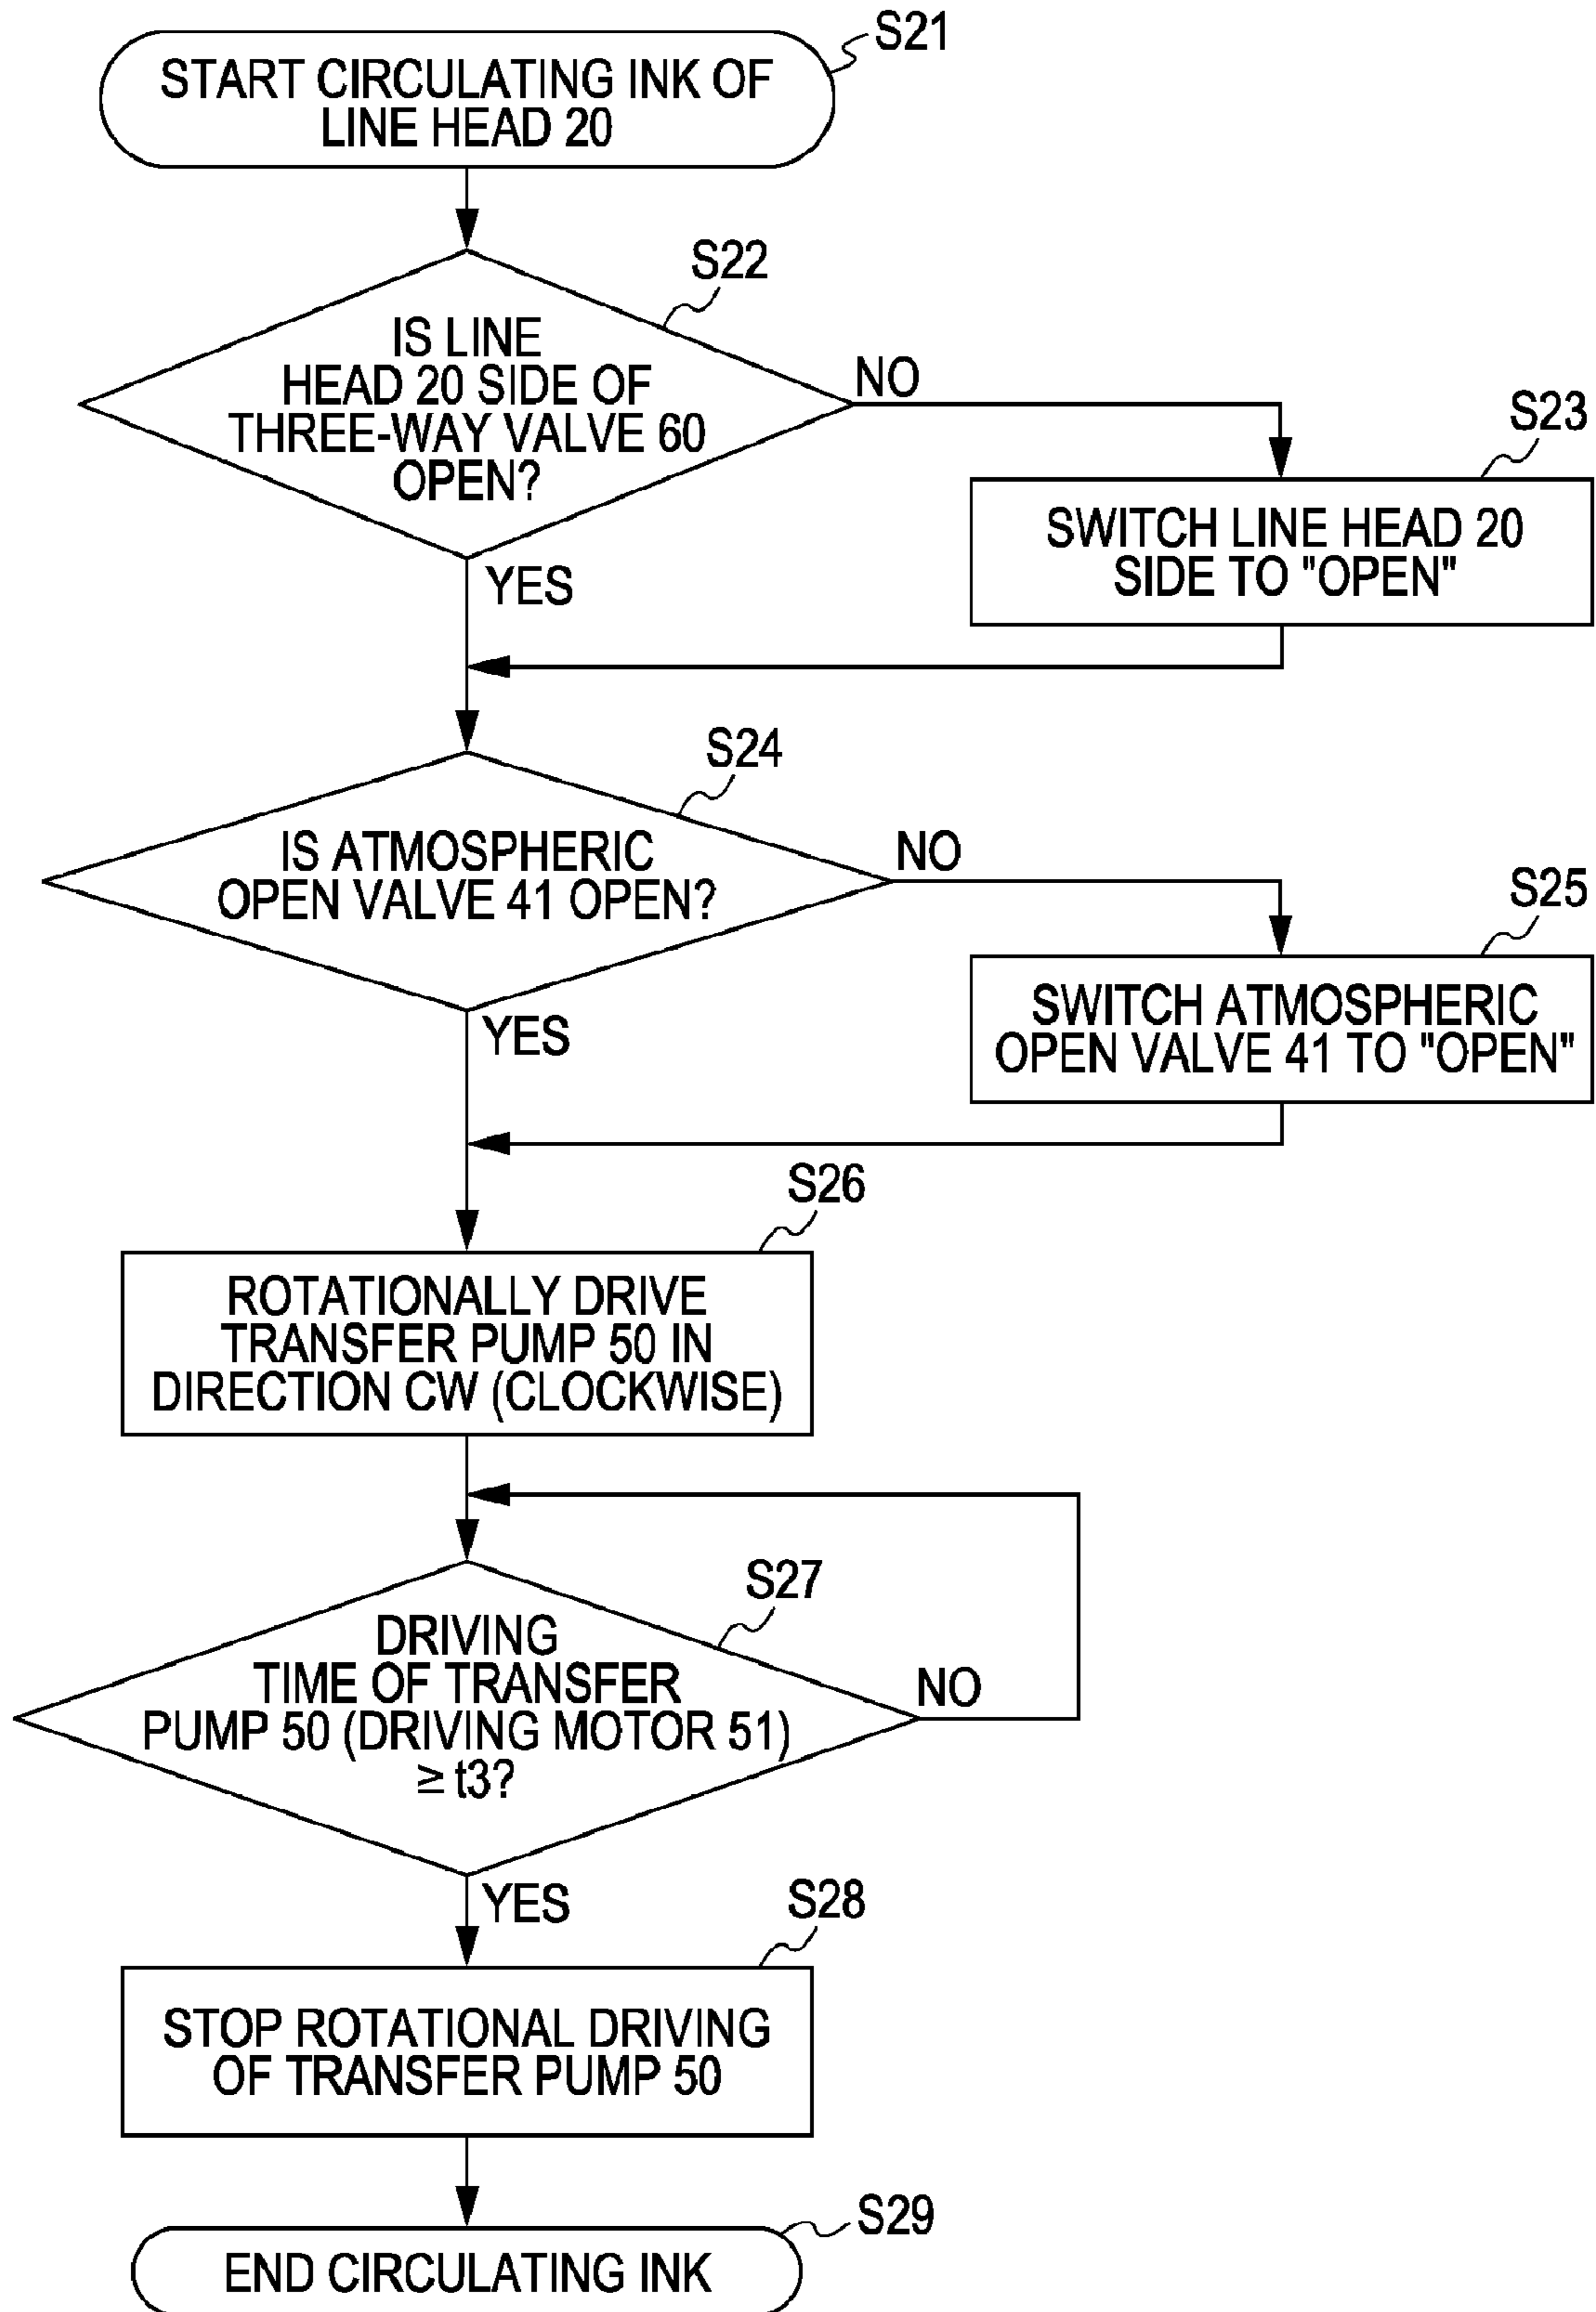 S21
START CIRCULATING INK OF
LINE HEAD 20
S22
IS LINE
HEAD 20 SIDE OF
THREE-WAY VALVE 60
OPEN?
NO
S23
SWITCH LINE HEAD 20
SIDE TO "OPEN"
YES
S24
IS ATMOSPHERIC
OPEN VALVE 41 OPEN?
NO
S25
SWITCH ATMOSPHERIC
OPEN VALVE 41 TO "OPEN"
YES
S26
ROTATIONALLY DRIVE
TRANSFER PUMP 50 IN
DIRECTION CW (CLOCKWISE)
S27
DRIVING
TIME OF TRANSFER
PUMP 50 (DRIVING MOTOR 51)
≥ t3?
NO
YES
S28
STOP ROTATIONAL DRIVING
OF TRANSFER PUMP 50
S29
END CIRCULATING INK